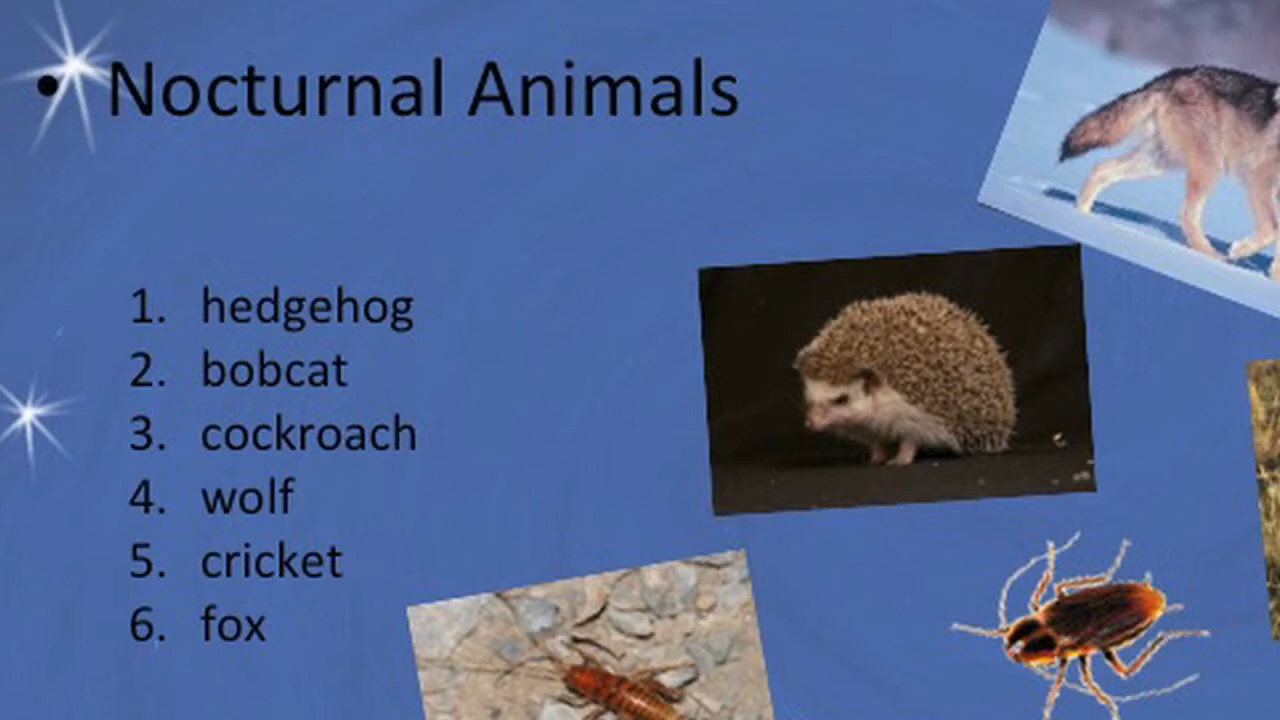 • Nocturnal Animals
1. hedgehog
2. bobcat
3. cockroach
4. wolf
5. cricket
6. fox